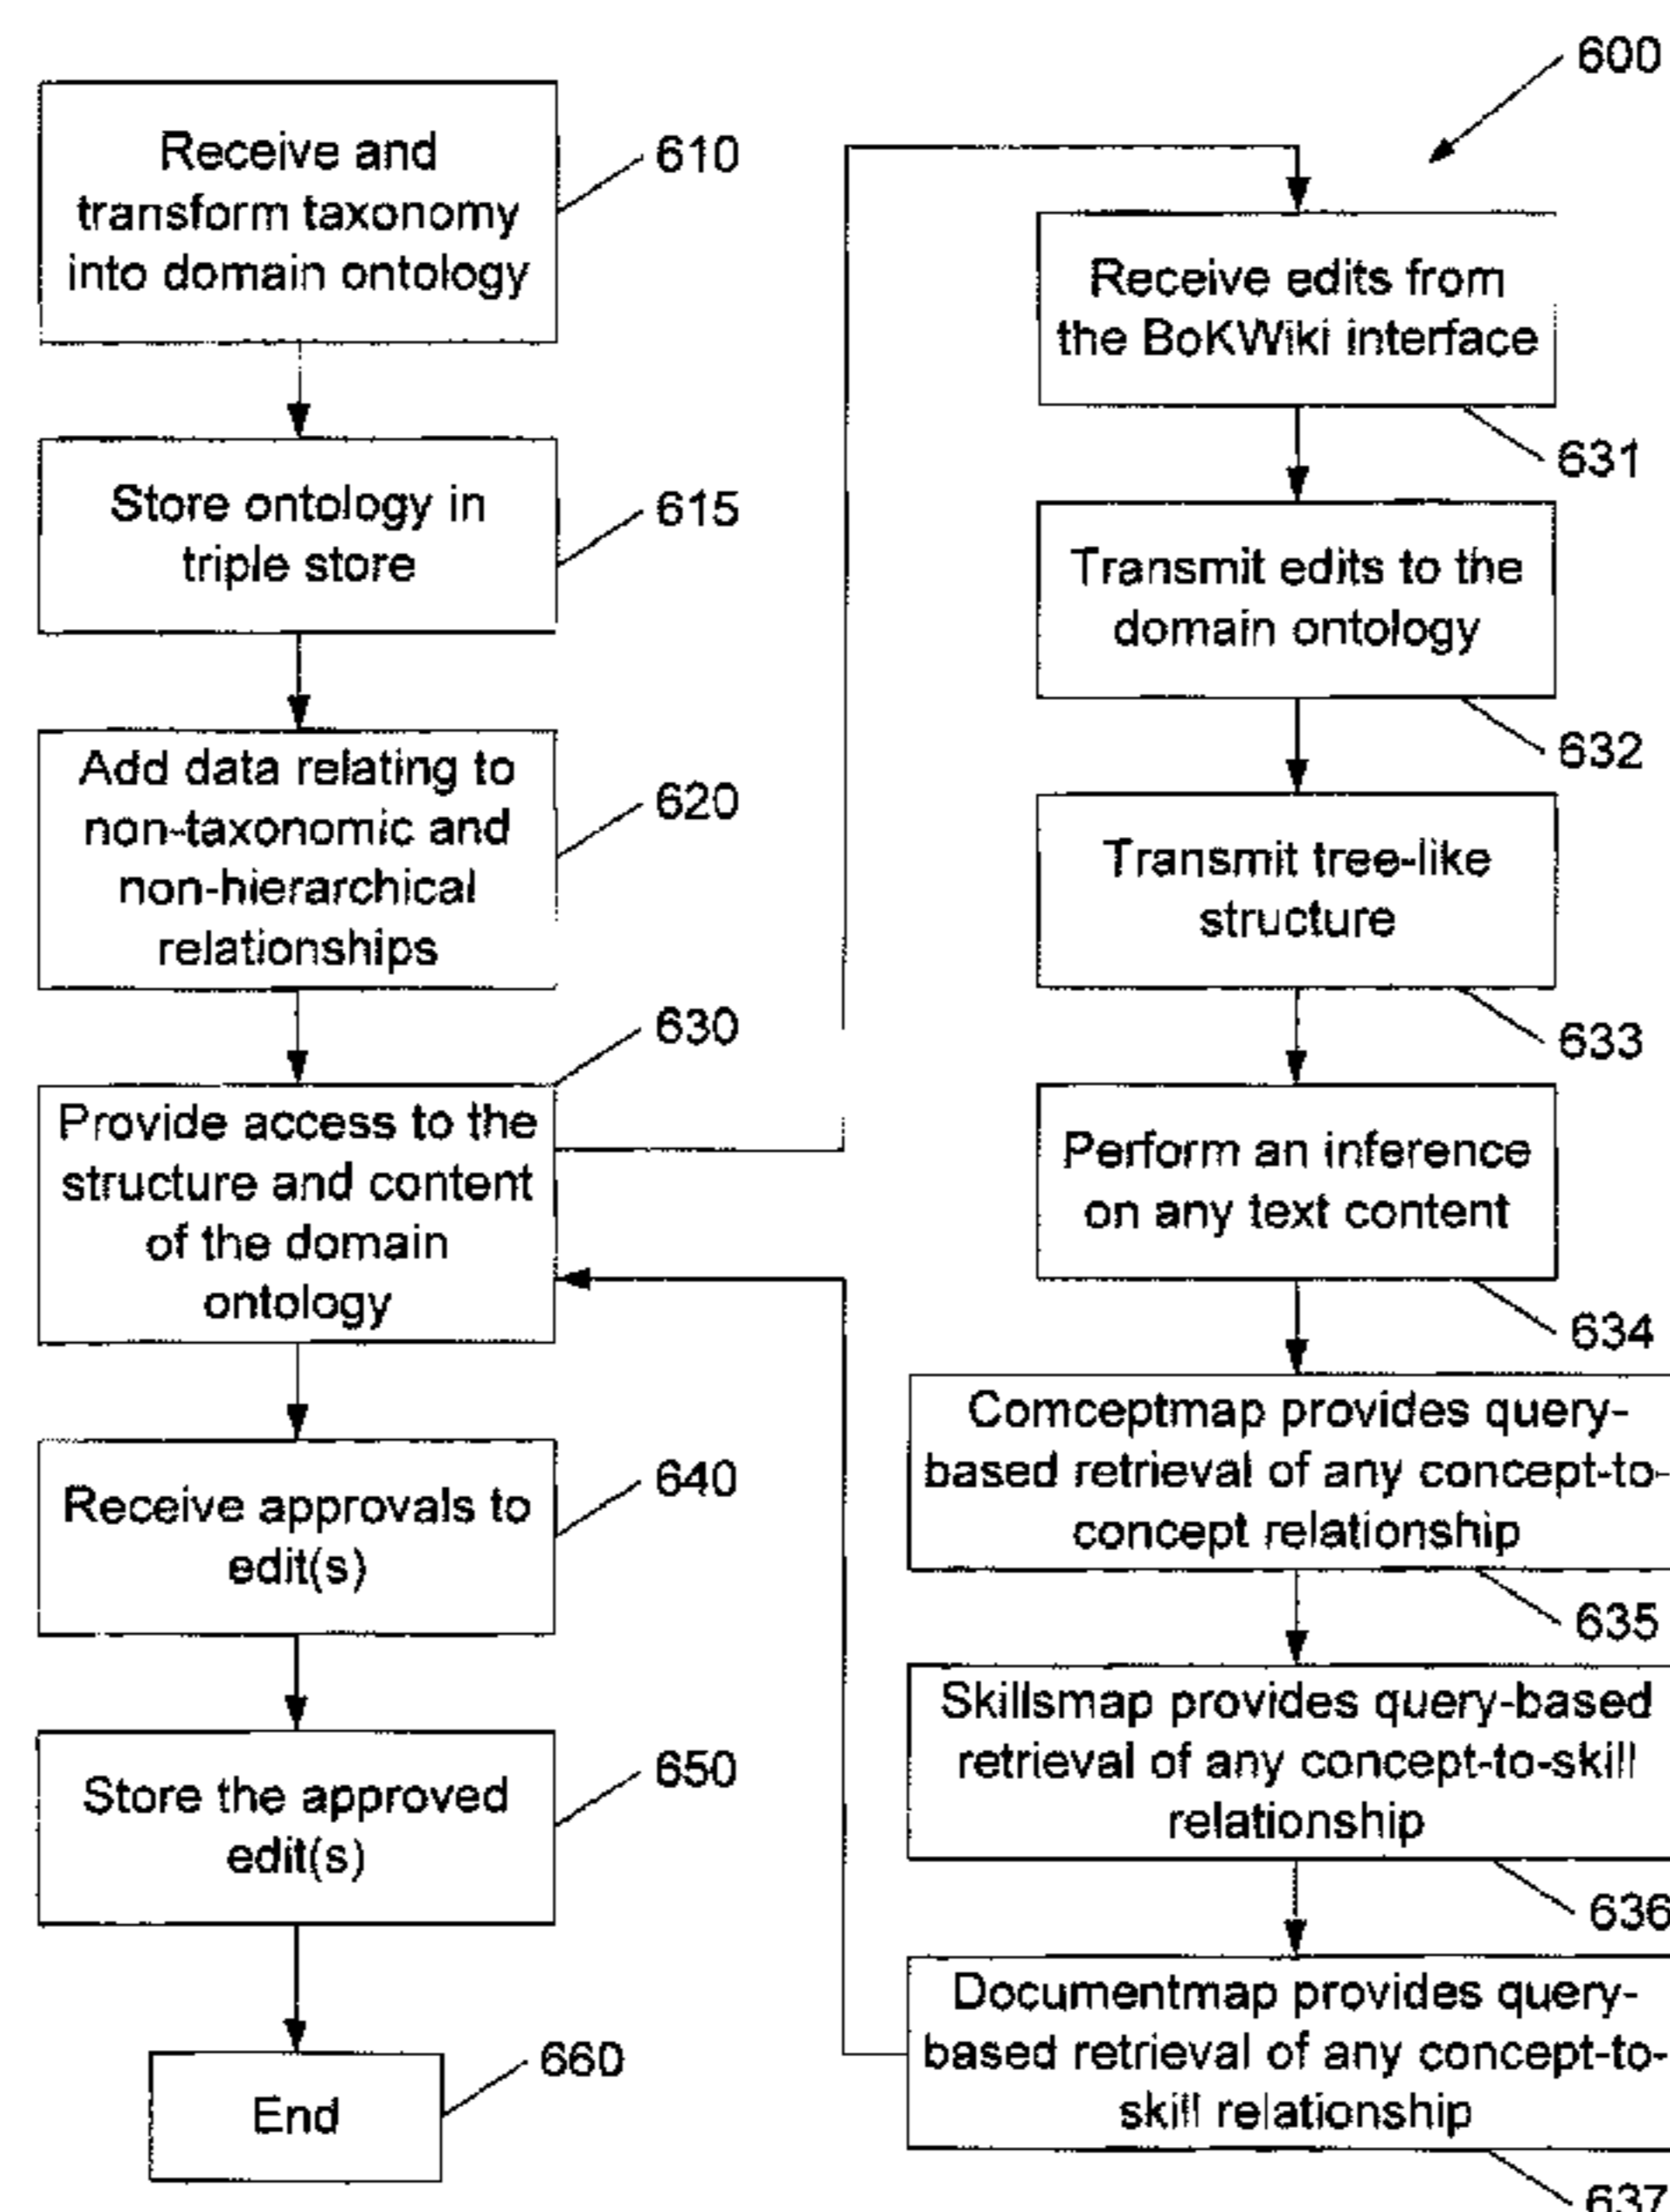 600
Receive and
transform taxonomy
into domain ontology
610
Store ontology in
triple store
615
Add data relating to
non-taxonomic and
non-hierarchical
relationships
620
Provide access to the
structure and content
of the domain
ontology
630
Receive approvals to
edit(s)
640
Store the approved
edit(s)
650
End
660
Receive edits from
the BoKWiki interface
631
Transmit edits to the
domain ontology
632
Transmit tree-like
structure
633
Perform an inference
on any text content
634
Comceptmap provides query-
based retrieval of any concept-to-
concept relationship
635
Skillsmap provides query-based
retrieval of any concept-to-skill
relationship
636
Documentmap provides query-
based retrieval of any concept-to-
skill relationship
637